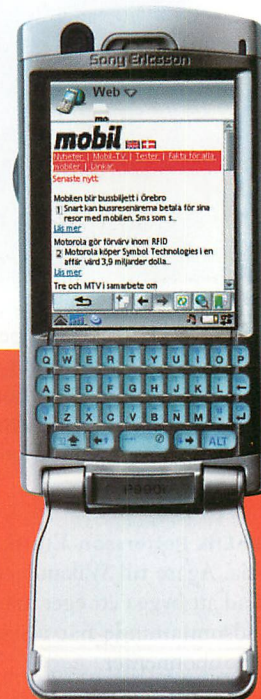 Sony Ericsson
Web
mobil
Nyheter | Mobil-TV | Tester | Fakta för alla
mobiler | Länkar
Senaste nytt
Mobilen blir bussbiljett i Örebro
1 Snart kan bussresenärerna betala för sina
resor med mobilen. Sms som s...
Läs mer
Motorola gör förvärv inom RFID
2 Motorola köper Symbol Technologies i en
affär värd 3,9 miljarder dolla...
Läs mer
Tre och MTV i samarbete om
Q W E R T Y U I O P
A S D F G H J K L
Z X C V B N M
ALT
P990i